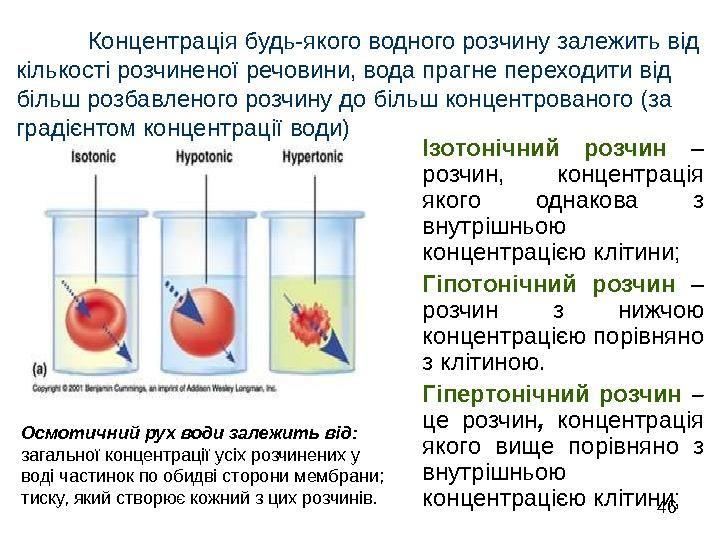 Концентрація будь-якого водного розчину залежить від
кількості розчиненої речовини, вода прагне переходити від
більш розбавленого розчину до більш концентрованого (за
градієнтом концентрації води)
Isotonic Hypotonic Hypertonic
(a)
Copyright © 2001 Benjamin Cummings, an imprint of Addison Wesley Longman, Inc.
Осмотичний рух води залежить від:
загальної концентрації усіх розчинених у
воді частинок по обидві сторони мембрани;
тиску, який створює кожний з цих розчинів.
Ізотонічний розчин –
розчин, концентрація
якого однакова з
внутрішньою
концентрацією клітини;
Гіпотонічний розчин –
розчин з нижчою
концентрацією порівняно
з клітиною.
Гіпертонічний розчин –
це розчин, концентрація
якого вище порівняно з
внутрішньою
концентрацією клітини;
46